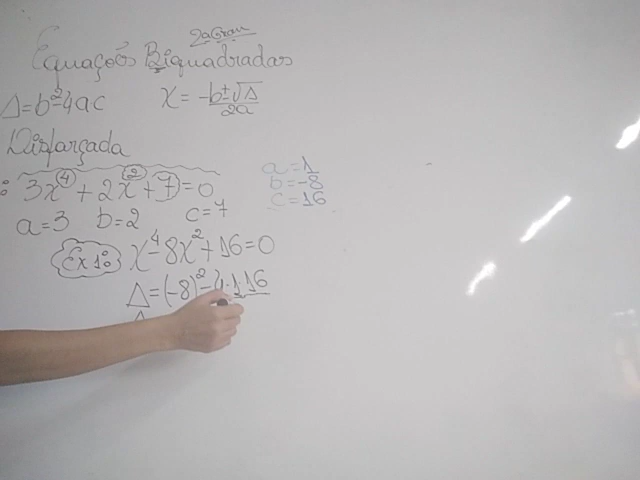 2º Grau
Equações Biquadradas
Δ=b²-4ac x=-b±√Δ/2a
Disfarçada
: 3x⁴+2x²+7=0
a=3 b=2 c=7
a=1
b=-8
c=16
Ex 1: x⁴-8x²+16=0
Δ=(-8)²-4·1·16
Δ